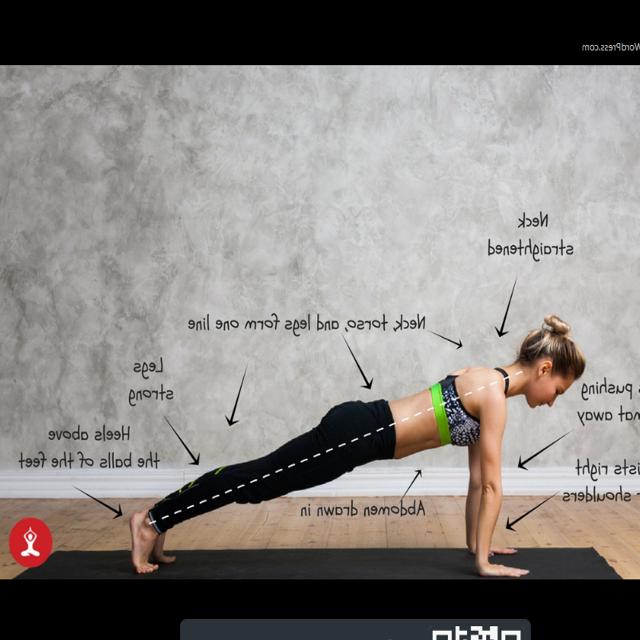 WordPress.com
Neck
straightened
Neck, torso, and legs form one line
Legs
strong
pushing
away
Heels above
the balls of the feet
right
shoulders
Abdomen drawn in